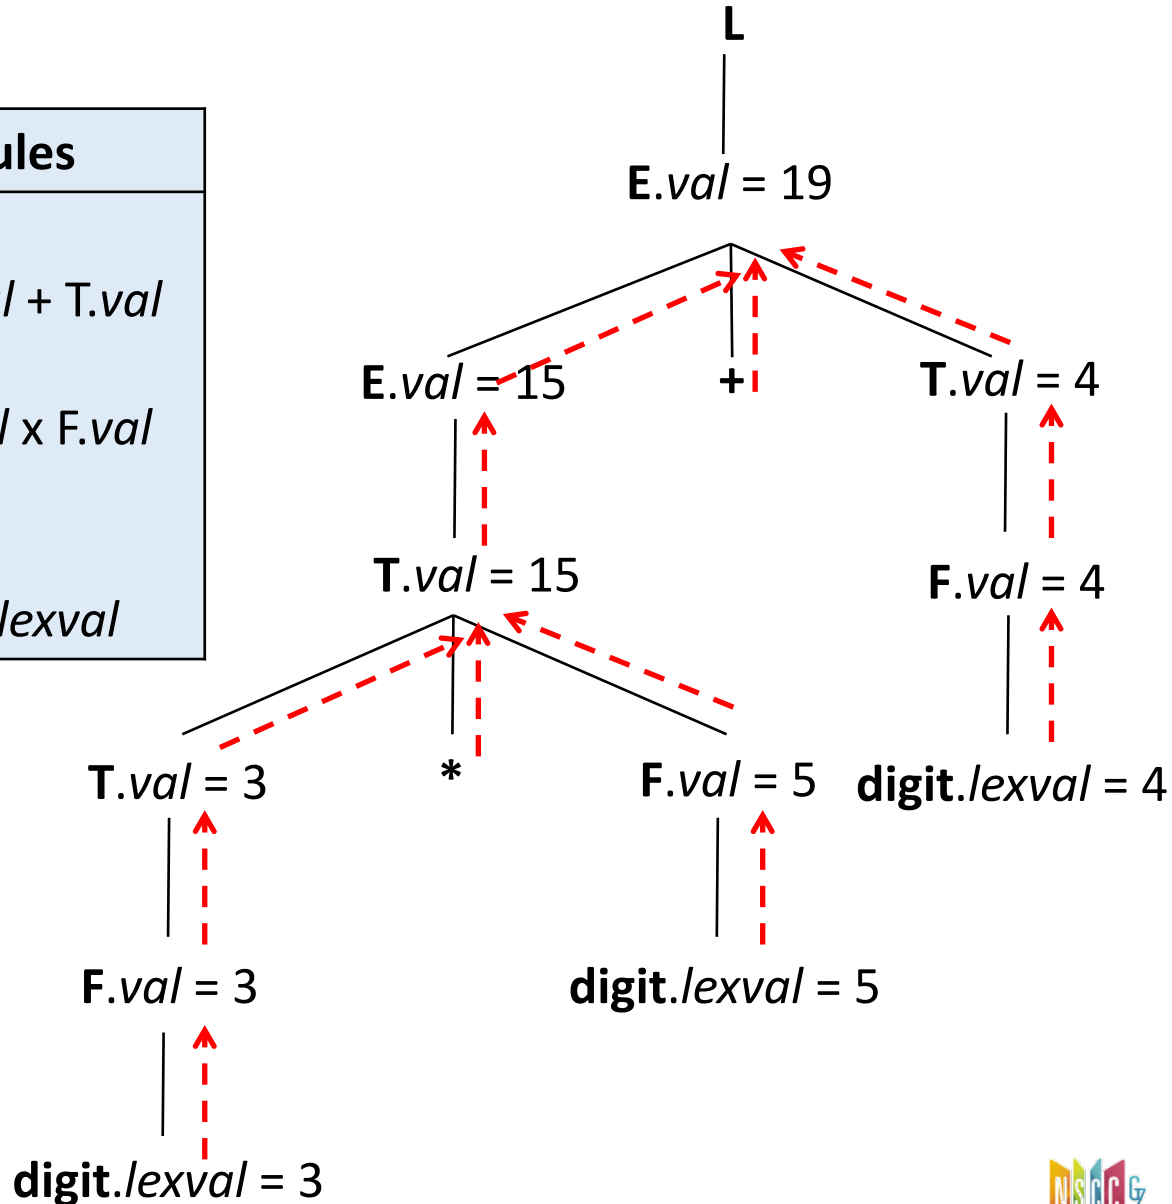 L
ules
E.val = 19
l + T.val
E.val = 15
+
T.val = 4
l x F.val
T.val = 15
F.val = 4
lexval
T.val = 3
*
F.val = 5
digit.lexval = 4
F.val = 3
digit.lexval = 5
digit.lexval = 3
NSCC